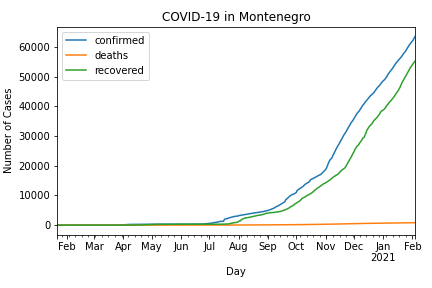 COVID-19 in Montenegro
confirmed
deaths
recovered
60000
50000
40000
30000
20000
10000
0
Number of Cases
Feb Mar Apr May Jun Jul Aug Sep Oct Nov Dec Jan Feb
2021
Day